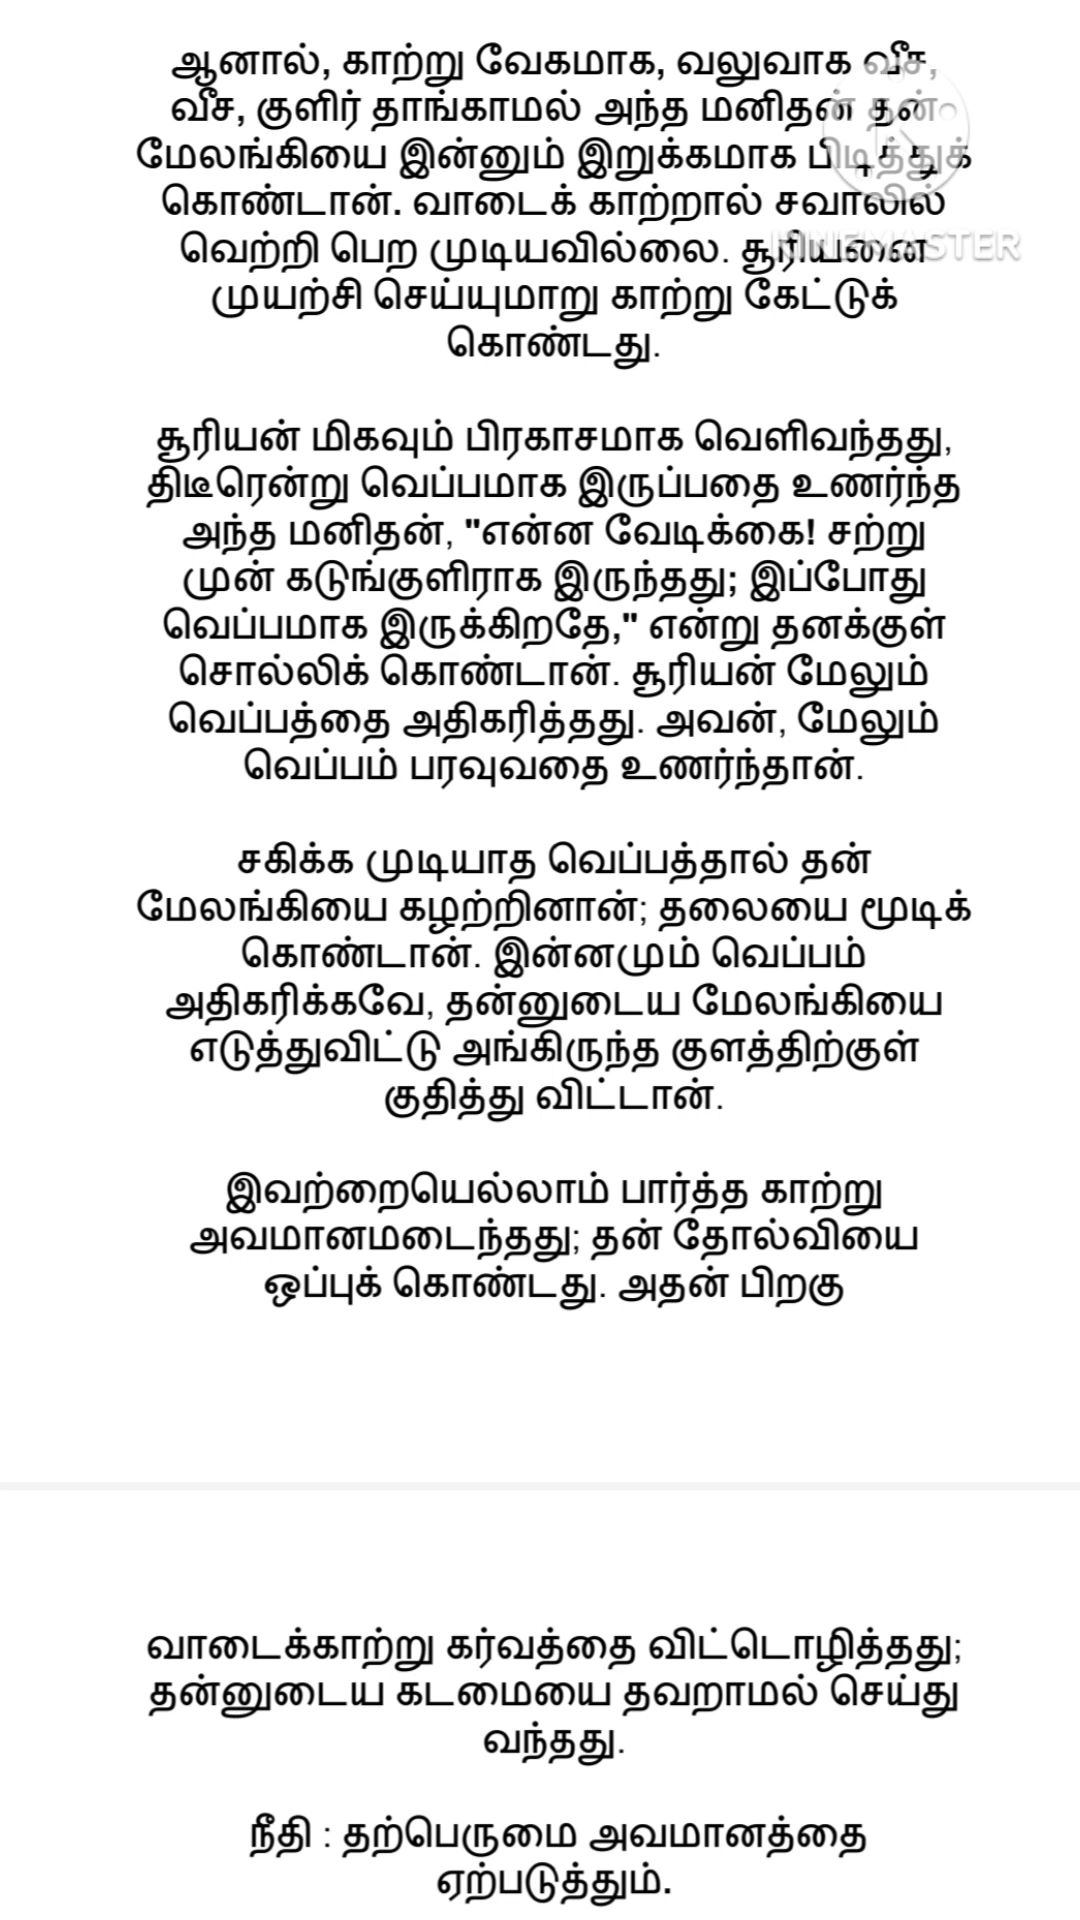 ஆனால், காற்று வேகமாக, வலுவாக வீச,
வீச, குளிர் தாங்காமல் அந்த மனிதன் தன்
மேலங்கியை இன்னும் இறுக்கமாக பிடித்துக்
கொண்டான். வாடைக் காற்றால் சவாலில்
வெற்றி பெற முடியவில்லை. சூரியனை
KINEMASTER
முயற்சி செய்யுமாறு காற்று கேட்டுக்
கொண்டது.
சூரியன் மிகவும் பிரகாசமாக வெளிவந்தது,
திடீரென்று வெப்பமாக இருப்பதை உணர்ந்த
அந்த மனிதன், "என்ன வேடிக்கை! சற்று
முன் கடுங்குளிராக இருந்தது; இப்போது
வெப்பமாக இருக்கிறதே," என்று தனக்குள்
சொல்லிக் கொண்டான். சூரியன் மேலும்
வெப்பத்தை அதிகரித்தது. அவன், மேலும்
வெப்பம் பரவுவதை உணர்ந்தான்.
சகிக்க முடியாத வெப்பத்தால் தன்
மேலங்கியை கழற்றினான்; தலையை மூடிக்
கொண்டான். இன்னமும் வெப்பம்
அதிகரிக்கவே, தன்னுடைய மேலங்கியை
எடுத்துவிட்டு அங்கிருந்த குளத்திற்குள்
குதித்து விட்டான்.
இவற்றையெல்லாம் பார்த்த காற்று
அவமானமடைந்தது; தன் தோல்வியை
ஒப்புக் கொண்டது. அதன் பிறகு
வாடைக்காற்று கர்வத்தை விட்டொழித்தது;
தன்னுடைய கடமையை தவறாமல் செய்து
வந்தது.
நீதி : தற்பெருமை அவமானத்தை
ஏற்படுத்தும்.